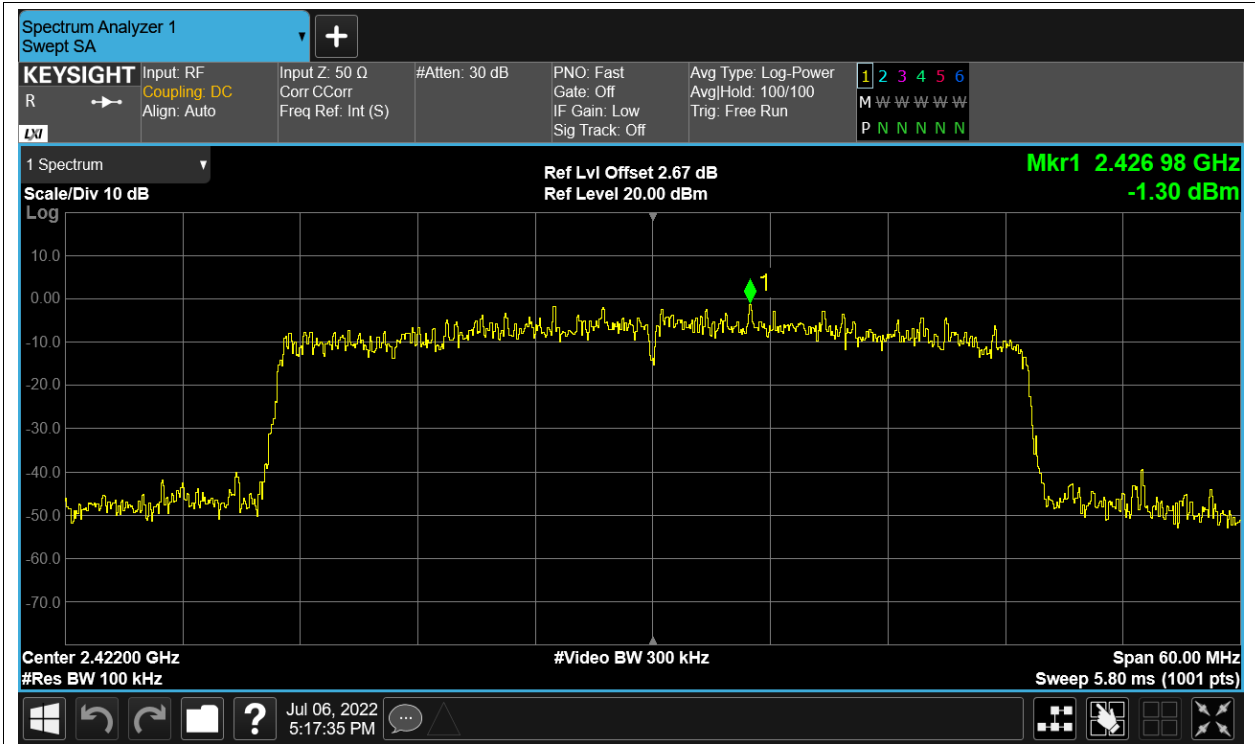 Spectrum Analyzer 1
Swept SA
KEYSIGHT
R
LXI
Input: RF
Coupling: DC
Align: Auto
Input Z: 50 Ω
Corr CCorr
Freq Ref: Int (S)
#Atten: 30 dB
PNO: Fast
Gate: Off
IF Gain: Low
Sig Track: Off
Avg Type: Log-Power
Avg|Hold: 100/100
Trig: Free Run
1 2 3 4 5 6
M W W W W W
P N N N N N
1 Spectrum
Scale/Div 10 dB
Log
Ref Lvl Offset 2.67 dB
Ref Level 20.00 dBm
Mkr1 2.426 98 GHz
-1.30 dBm
10.0
0.00
-10.0
-20.0
-30.0
-40.0
-50.0
-60.0
-70.0
1
Center 2.42200 GHz
#Res BW 100 kHz
#Video BW 300 kHz
Span 60.00 MHz
Sweep 5.80 ms (1001 pts)
?
Jul 06, 2022
5:17:35 PM